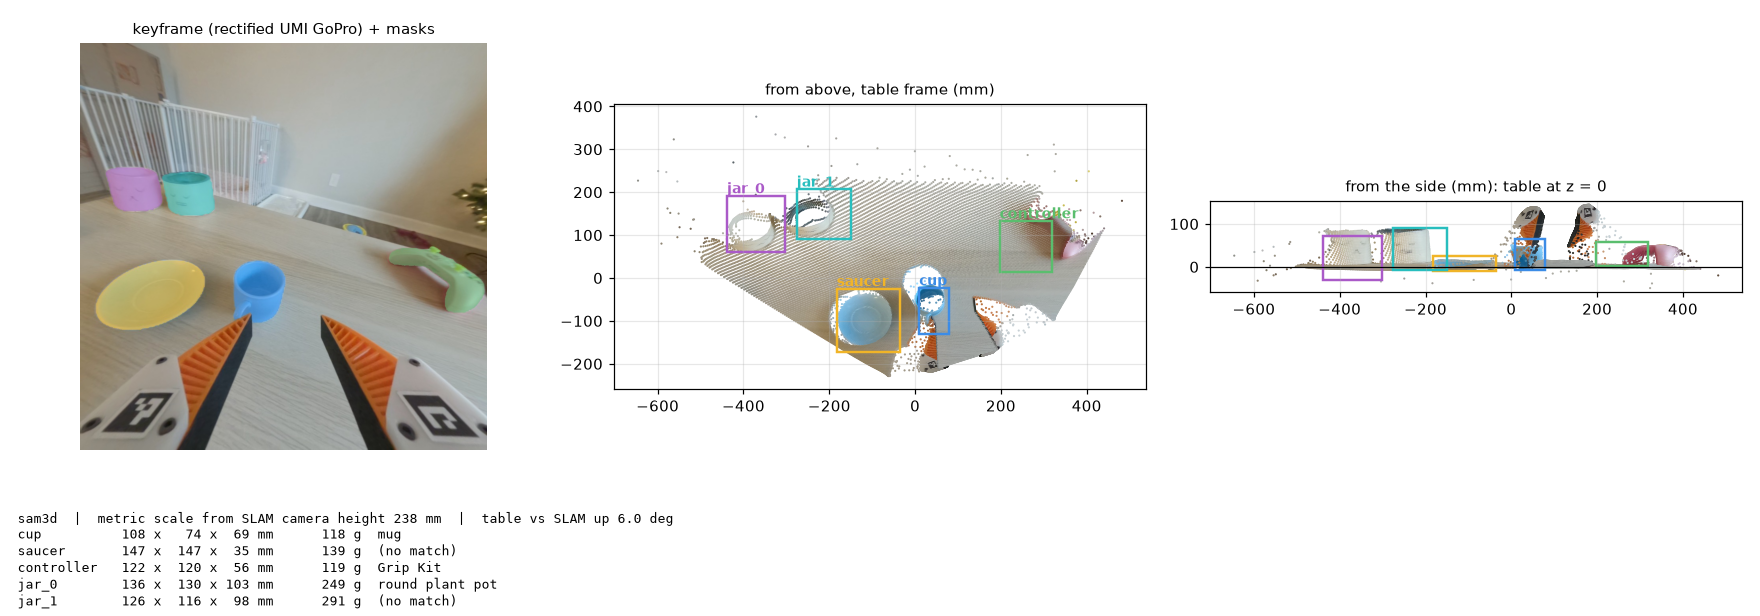 keyframe (rectified UMI GoPro) + masks
from above, table frame (mm)
400
300
200
100
0
−100
−200
−600
−400
−200
0
200
400
jar_0
jar_1
controller
saucer
cup
from the side (mm): table at z = 0
100
0
−600
−400
−200
0
200
400
sam3d | metric scale from SLAM camera height 238 mm | table vs SLAM up 6.0 deg
cup 108 x 74 x 69 mm 118 g mug
saucer 147 x 147 x 35 mm 139 g (no match)
controller 122 x 120 x 56 mm 119 g Grip Kit
jar_0 136 x 130 x 103 mm 249 g round plant pot
jar_1 126 x 116 x 98 mm 291 g (no match)